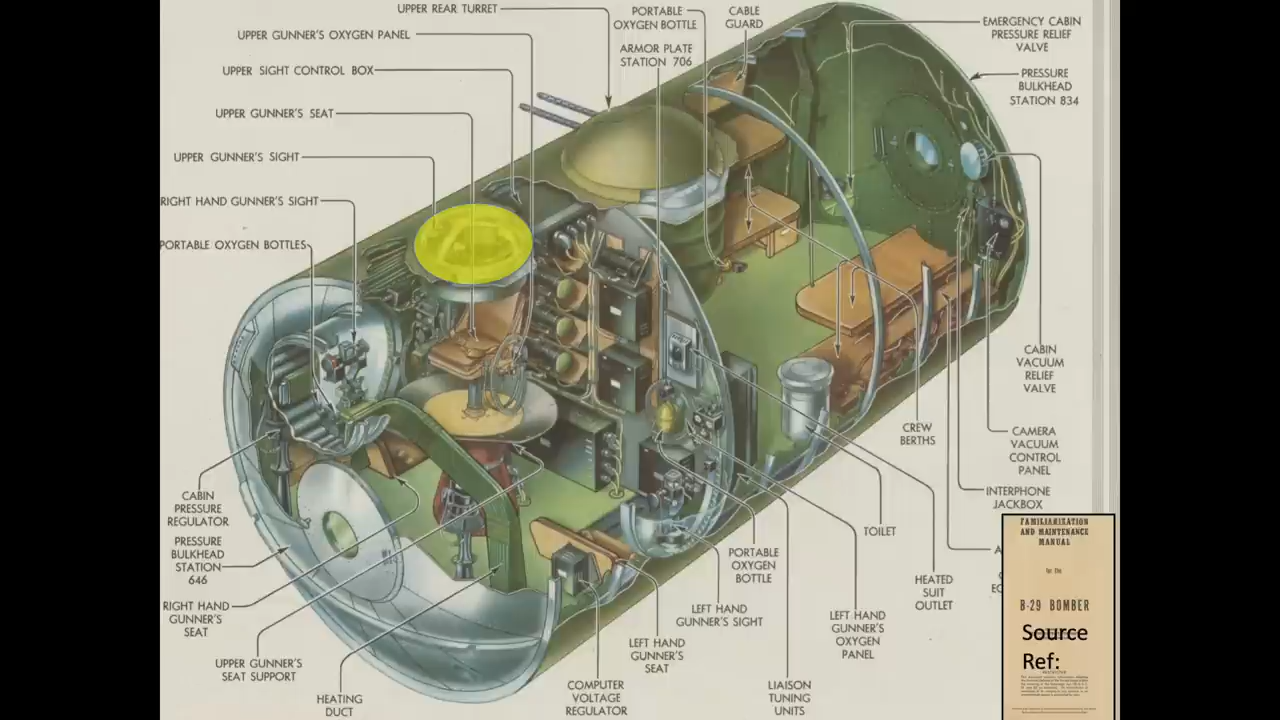 UPPER REAR TURRET
UPPER GUNNER'S OXYGEN PANEL
UPPER SIGHT CONTROL BOX
UPPER GUNNER'S SEAT
UPPER GUNNER'S SIGHT
RIGHT HAND GUNNER'S SIGHT
PORTABLE OXYGEN BOTTLES
PORTABLE
OXYGEN BOTTLE
CABLE
GUARD
ARMOR PLATE
STATION 706
EMERGENCY CABIN
PRESSURE RELIEF
VALVE
PRESSURE
BULKHEAD
STATION 834
CABIN
VACUUM
RELIEF
VALVE
CREW
BERTHS
CAMERA
VACUUM
CONTROL
PANEL
INTERPHONE
JACKBOX
TOILET
HEATED
SUIT
OUTLET
PORTABLE
OXYGEN
BOTTLE
LEFT HAND
GUNNER'S SIGHT
LEFT HAND
GUNNER'S
OXYGEN
PANEL
LEFT HAND
GUNNER'S
SEAT
LIAISON
TUNING
UNITS
COMPUTER
VOLTAGE
REGULATOR
HEATING
DUCT
UPPER GUNNER'S
SEAT SUPPORT
RIGHT HAND
GUNNER'S
SEAT
PRESSURE
BULKHEAD
STATION
646
CABIN
PRESSURE
REGULATOR
FAMILIARIZATION
AND MAINTENANCE
MANUAL
for the
B-29 BOMBER
Source
Ref: